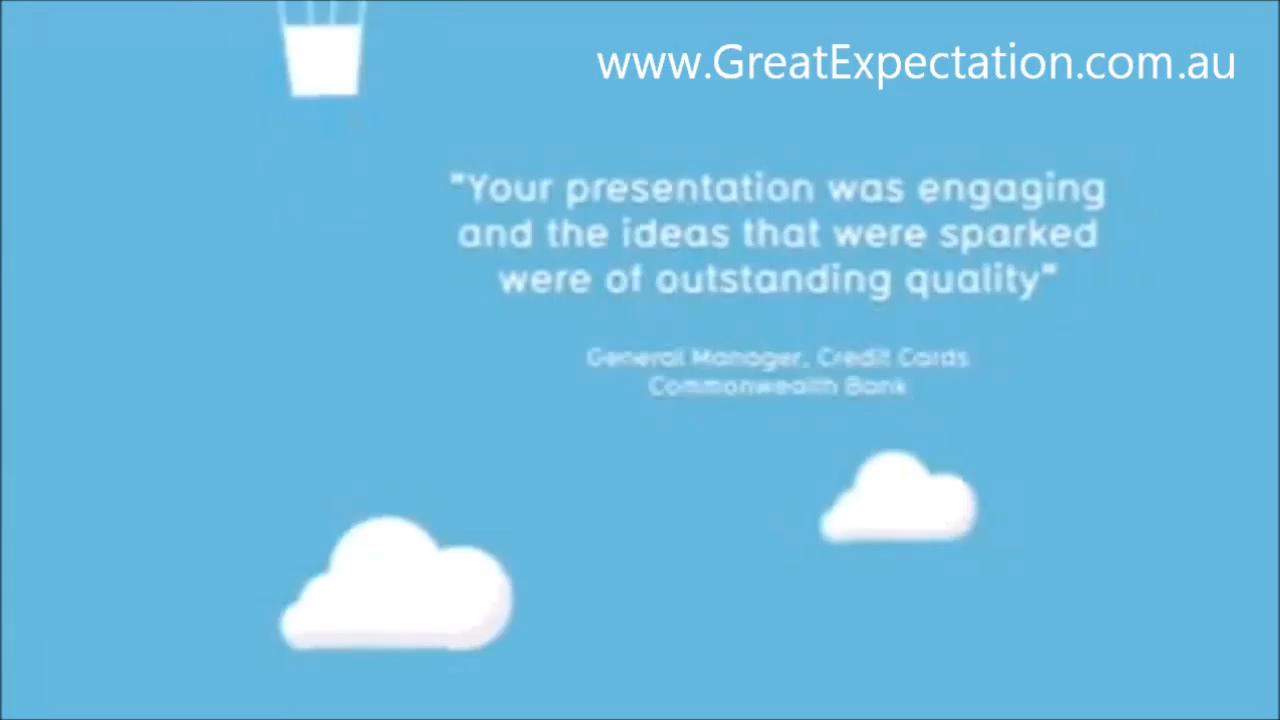 www.GreatExpectation.com.au
"Your presentation was engaging
and the ideas that were sparked
were of outstanding quality"
General Manager, Credit Cards
Commonwealth Bank